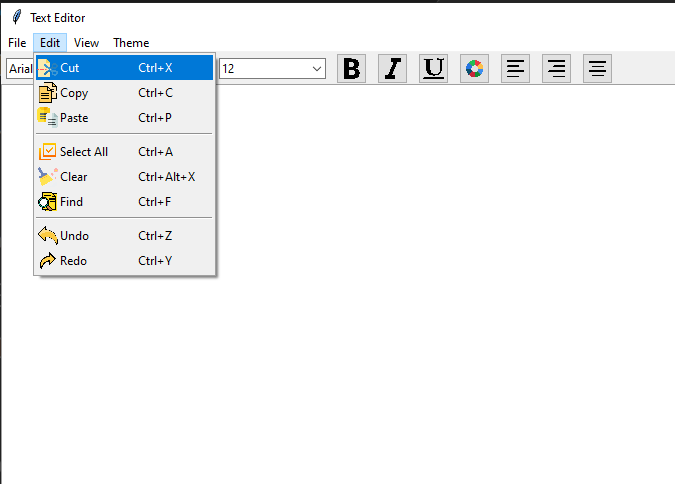 Text Editor
File Edit View Theme
Arial 12 B I U
Cut Ctrl+X
Copy Ctrl+C
Paste Ctrl+P
Select All Ctrl+A
Clear Ctrl+Alt+X
Find Ctrl+F
Undo Ctrl+Z
Redo Ctrl+Y